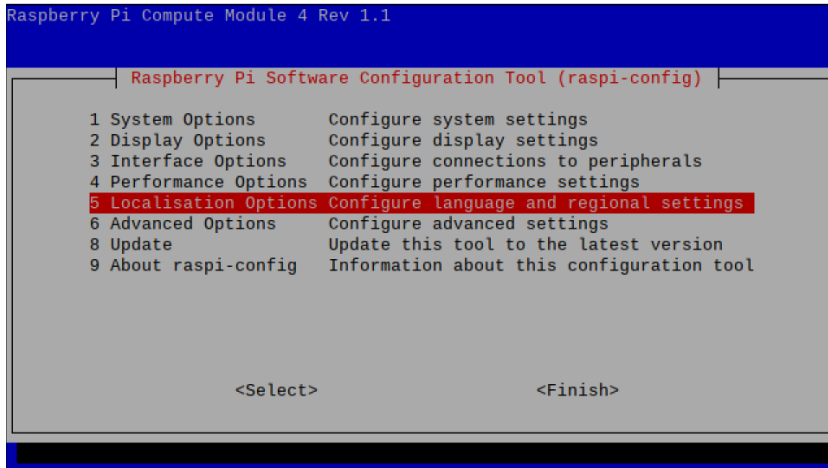 Raspberry Pi Compute Module 4 Rev 1.1
Raspberry Pi Software Configuration Tool (raspi-config)
1 System Options Configure system settings
2 Display Options Configure display settings
3 Interface Options Configure connections to peripherals
4 Performance Options Configure performance settings
5 Localisation Options Configure language and regional settings
6 Advanced Options Configure advanced settings
8 Update Update this tool to the latest version
9 About raspi-config Information about this configuration tool
<Select> <Finish>